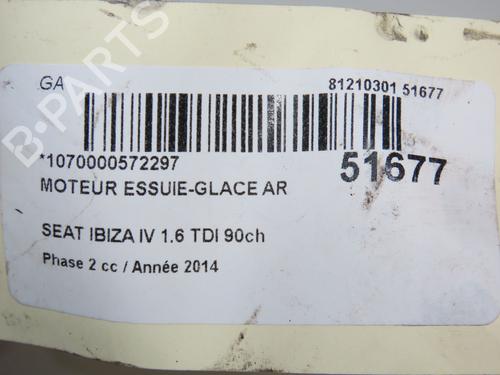 GA
81210301 51677
*1070000572297
51677
MOTEUR ESSUIE-GLACE AR
SEAT IBIZA IV 1.6 TDI 90ch
Phase 2 cc / Année 2014
B-PARTS